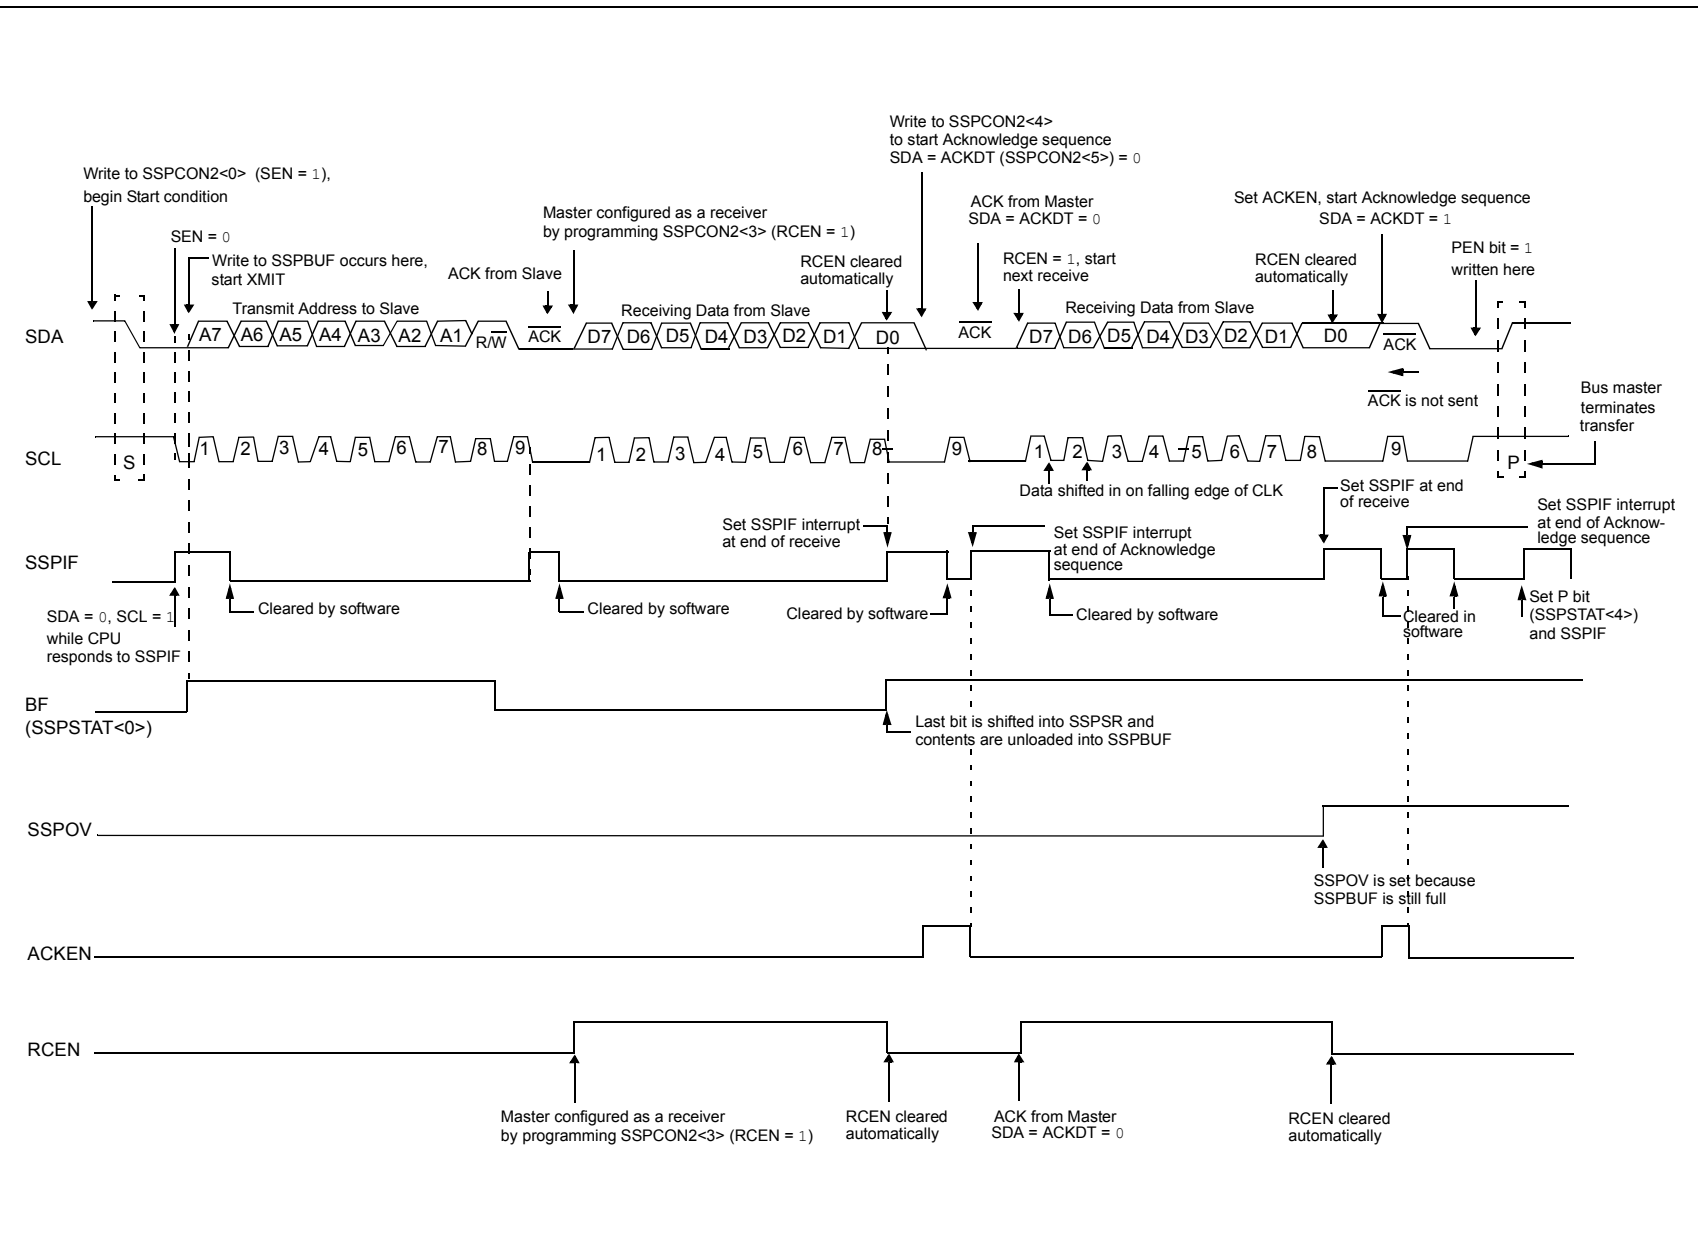 Write to SSPCON2<4>
to start Acknowledge sequence
SDA = ACKDT (SSPCON2<5>) = 0
Write to SSPCON2<0> (SEN = 1),
begin Start condition
ACK from Master
SDA = ACKDT = 0
Set ACKEN, start Acknowledge sequence
SDA = ACKDT = 1
Master configured as a receiver
by programming SSPCON2<3> (RCEN = 1)
SEN = 0
PEN bit = 1
written here
Write to SSPBUF occurs here,
start XMIT
ACK from Slave
RCEN cleared
automatically
RCEN = 1, start
next receive
RCEN cleared
automatically
Transmit Address to Slave
Receiving Data from Slave
Receiving Data from Slave
SDA A7 A6 A5 A4 A3 A2 A1 R/W ACK D7 D6 D5 D4 D3 D2 D1 D0 ACK D7 D6 D5 D4 D3 D2 D1 D0 ACK
ACK is not sent
Bus master
terminates
transfer
SCL S 1 2 3 4 5 6 7 8 9 1 2 3 4 5 6 7 8 9 1 2 3 4 5 6 7 8 9 P
Data shifted in on falling edge of CLK
Set SSPIF at end
of receive
Set SSPIF interrupt
at end of receive
Set SSPIF interrupt
at end of Acknowledge
sequence
Set SSPIF interrupt
at end of Acknow-
ledge sequence
SSPIF
Cleared by software
Cleared by software
Cleared by software
Cleared by software
Cleared in
software
Set P bit
(SSPSTAT<4>)
and SSPIF
SDA = 0, SCL = 1
while CPU
responds to SSPIF
BF
(SSPSTAT<0>)
Last bit is shifted into SSPSR and
contents are unloaded into SSPBUF
SSPOV
SSPOV is set because
SSPBUF is still full
ACKEN
RCEN
Master configured as a receiver
by programming SSPCON2<3> (RCEN = 1)
RCEN cleared
automatically
ACK from Master
SDA = ACKDT = 0
RCEN cleared
automatically